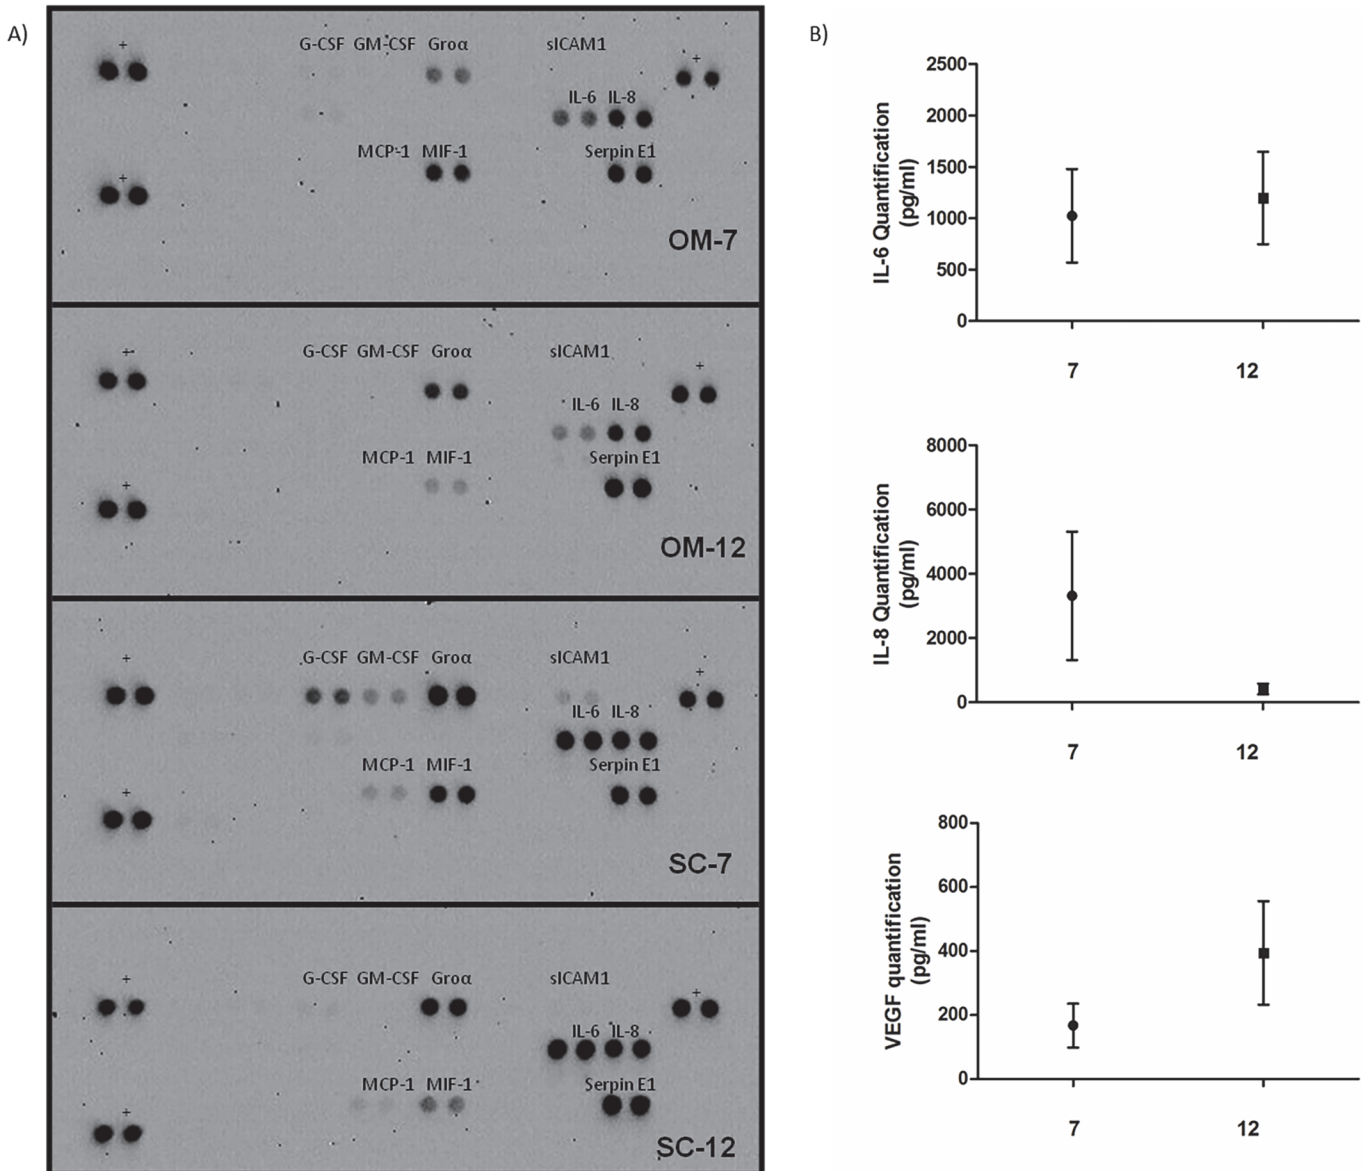 A)
+
G-CSF GM-CSF Groα sICAM1
+
IL-6 IL-8
MCP-1 MIF-1 Serpin E1
+
OM-7
+
G-CSF GM-CSF Groα sICAM1
+
IL-6 IL-8
MCP-1 MIF-1 Serpin E1
+
OM-12
+
G-CSF GM-CSF Groα sICAM1
+
IL-6 IL-8
MCP-1 MIF-1 Serpin E1
+
SC-7
+
G-CSF GM-CSF Groα sICAM1
+
IL-6 IL-8
MCP-1 MIF-1 Serpin E1
+
SC-12
B)
IL-6 Quantification
(pg/ml)
2500
2000
1500
1000
500
0
7 12
IL-8 Quantification
(pg/ml)
8000
6000
4000
2000
0
7 12
VEGF quantification
(pg/ml)
800
600
400
200
0
7 12